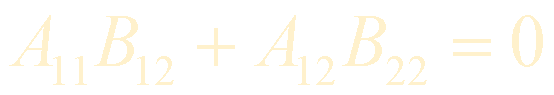 A₁₁B₁₂ + A₁₂B₂₂ = 0